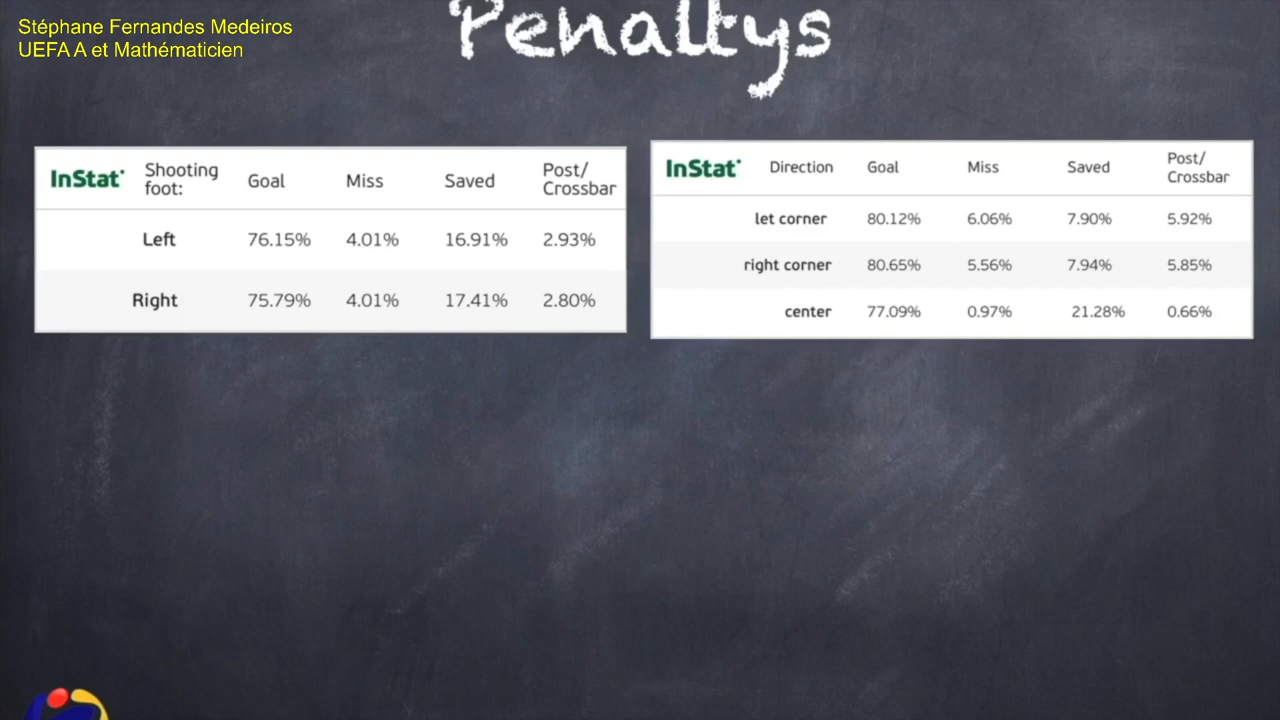 Stéphane Fernandes Medeiros
UEFA A et Mathématicien
Penaltys
InStat Shooting foot: Goal Miss Saved Post/ Crossbar
Left 76.15% 4.01% 16.91% 2.93%
Right 75.79% 4.01% 17.41% 2.80%
InStat Direction Goal Miss Saved Post/ Crossbar
let corner 80.12% 6.06% 7.90% 5.92%
right corner 80.65% 5.56% 7.94% 5.85%
center 77.09% 0.97% 21.28% 0.66%